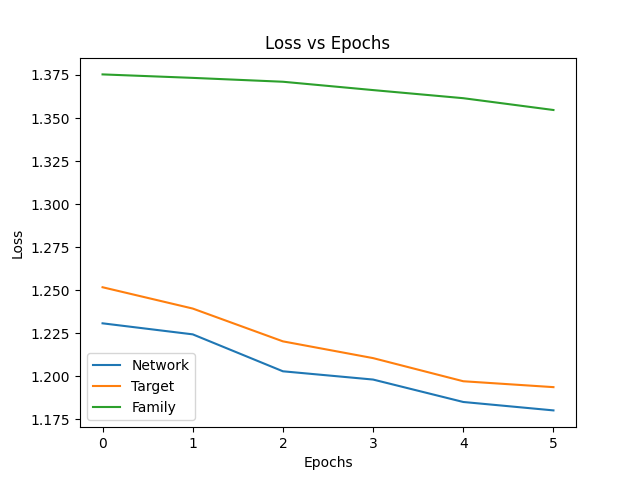 Loss vs Epochs
1.375
1.350
1.325
1.300
1.275
1.250
1.225
1.200
1.175
Loss
Network
Target
Family
0 1 2 3 4 5
Epochs